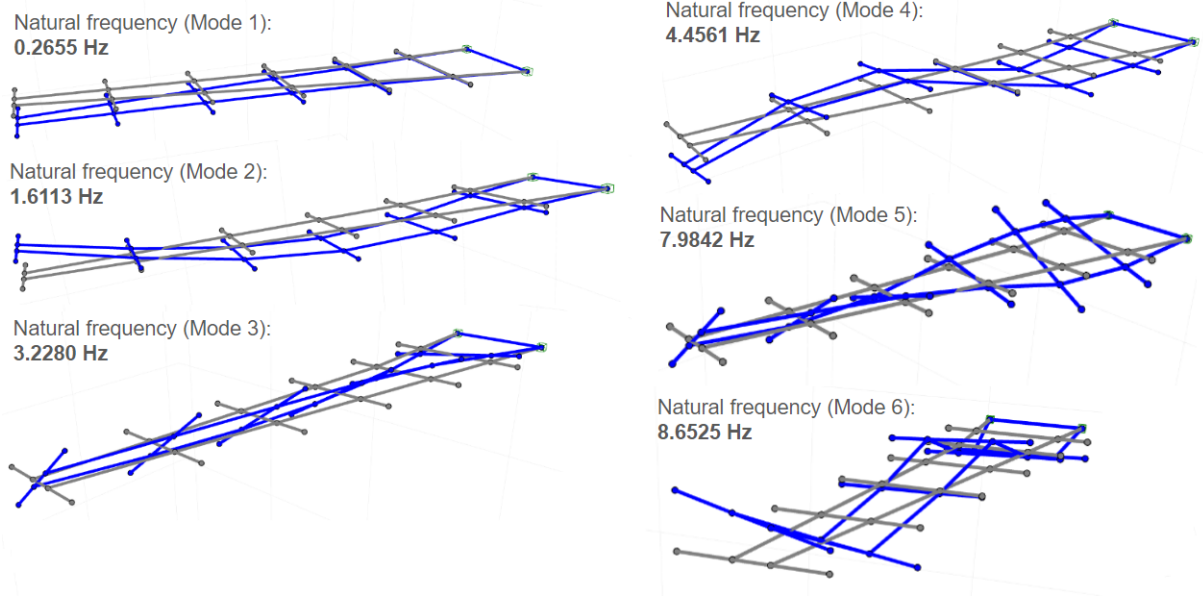 Natural frequency (Mode 1):
0.2655 Hz
Natural frequency (Mode 2):
1.6113 Hz
Natural frequency (Mode 3):
3.2280 Hz
Natural frequency (Mode 4):
4.4561 Hz
Natural frequency (Mode 5):
7.9842 Hz
Natural frequency (Mode 6):
8.6525 Hz